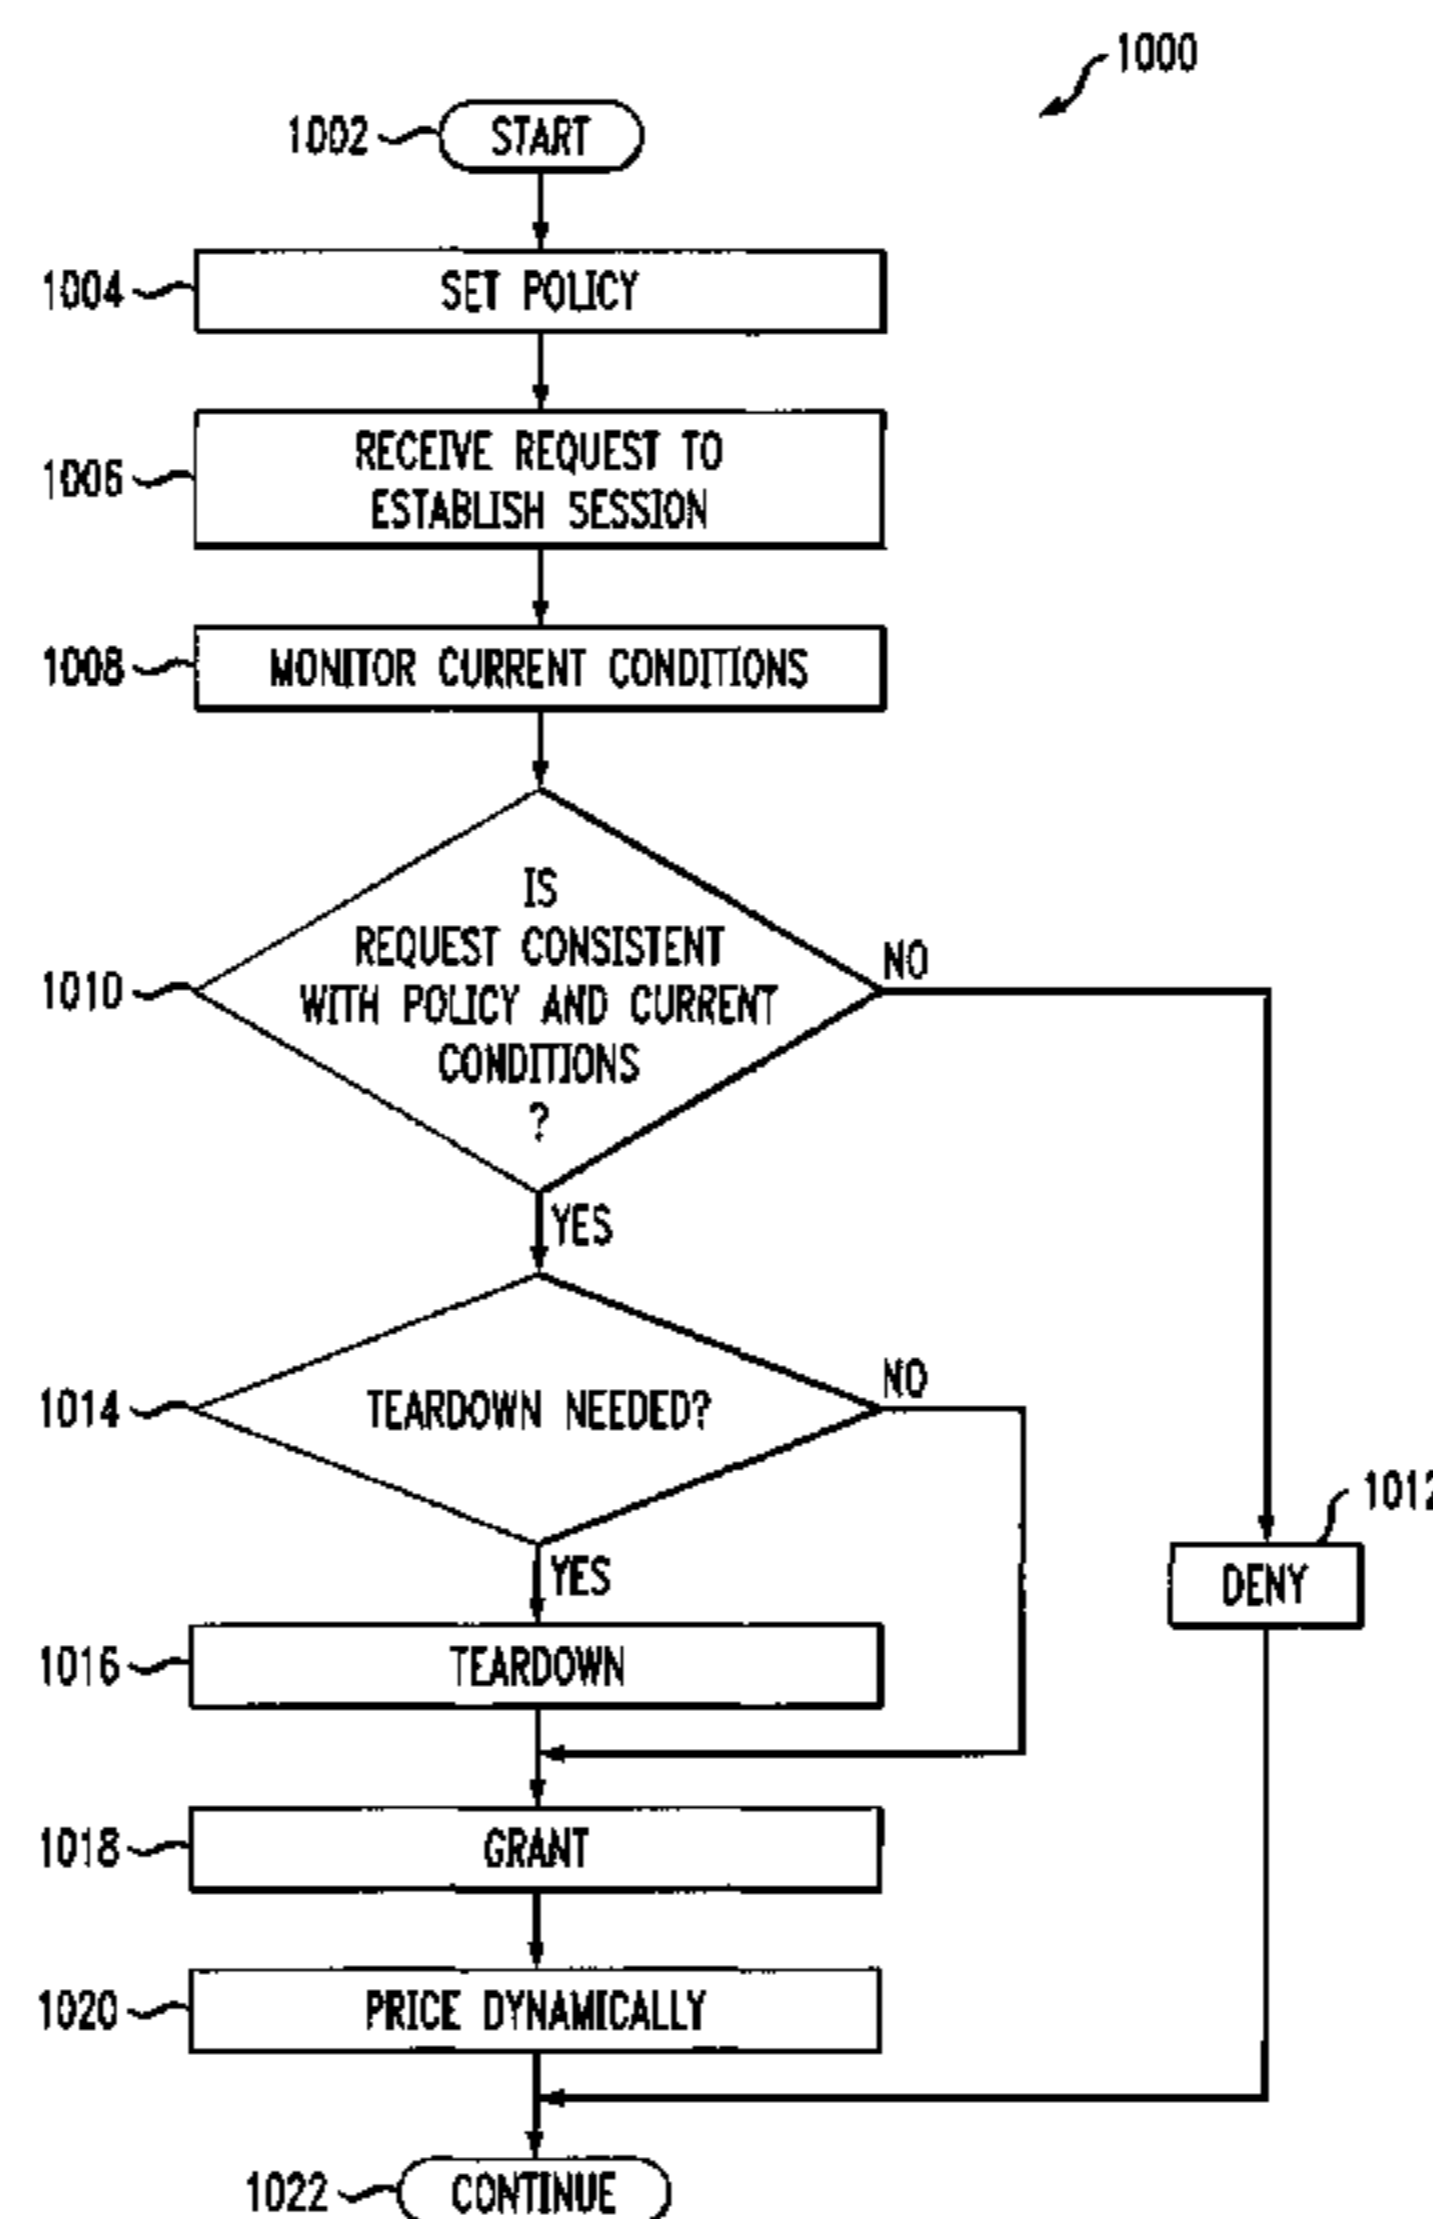 1000
1002
START
1004
SET POLICY
1006
RECEIVE REQUEST TO
ESTABLISH SESSION
1008
MONITOR CURRENT CONDITIONS
1010
IS
REQUEST CONSISTENT
WITH POLICY AND CURRENT
CONDITIONS
?
NO
YES
1014
TEARDOWN NEEDED?
NO
YES
1012
DENY
1016
TEARDOWN
1018
GRANT
1020
PRICE DYNAMICALLY
1022
CONTINUE